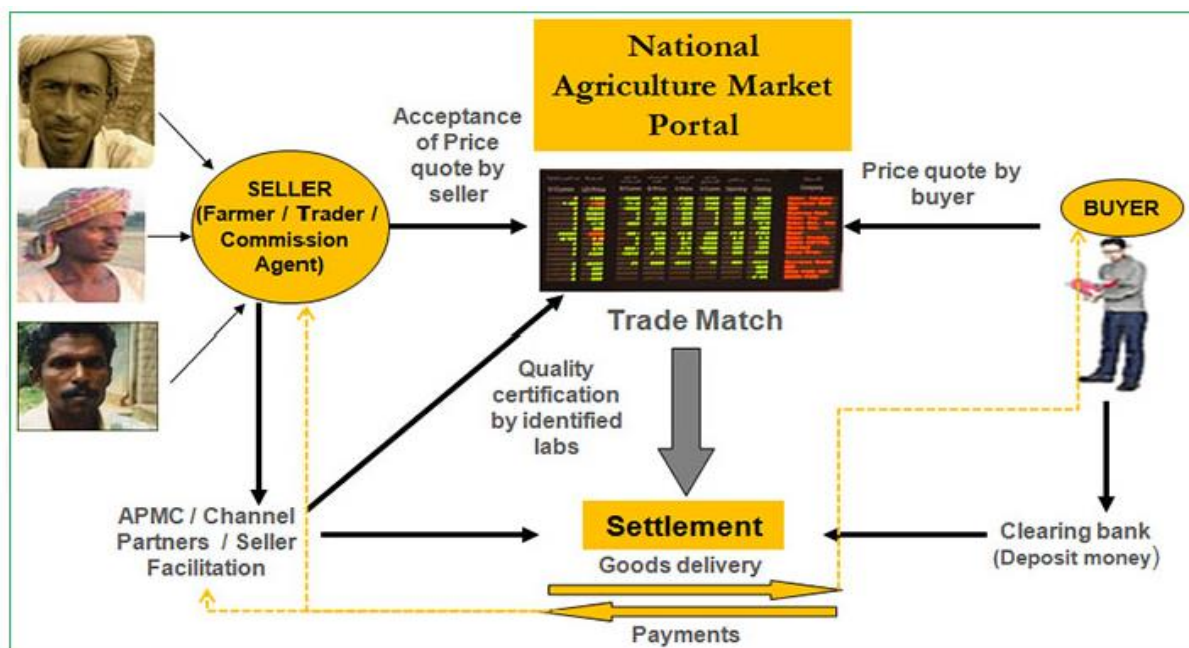 National
Agriculture Market
Portal
Acceptance
of Price
quote by
seller
Price quote by
buyer
SELLER
(Farmer / Trader /
Commission
Agent)
BUYER
Trade Match
Quality
certification
by identified
labs
APMC / Channel
Partners / Seller
Facilitation
Settlement
Clearing bank
(Deposit money)
Goods delivery
Payments